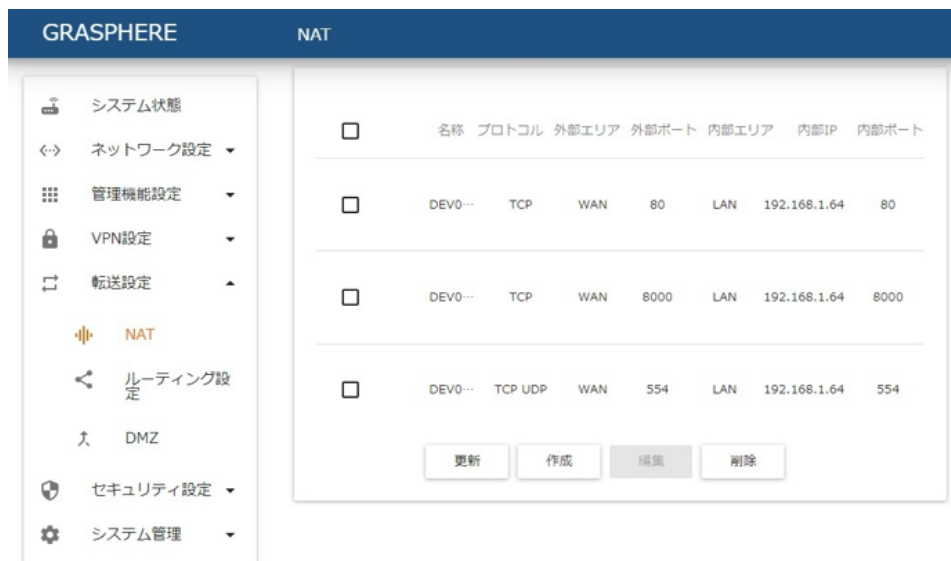 GRASPHERE
NAT
システム状態
ネットワーク設定
管理機能設定
VPN設定
転送設定
NAT
ルーティング設
定
DMZ
セキュリティ設定
システム管理
名称 プロトコル 外部エリア 外部ポート 内部エリア 内部IP 内部ポート
DEV0… TCP WAN 80 LAN 192.168.1.64 80
DEV0… TCP WAN 8000 LAN 192.168.1.64 8000
DEV0… TCP UDP WAN 554 LAN 192.168.1.64 554
更新 作成 編集 削除